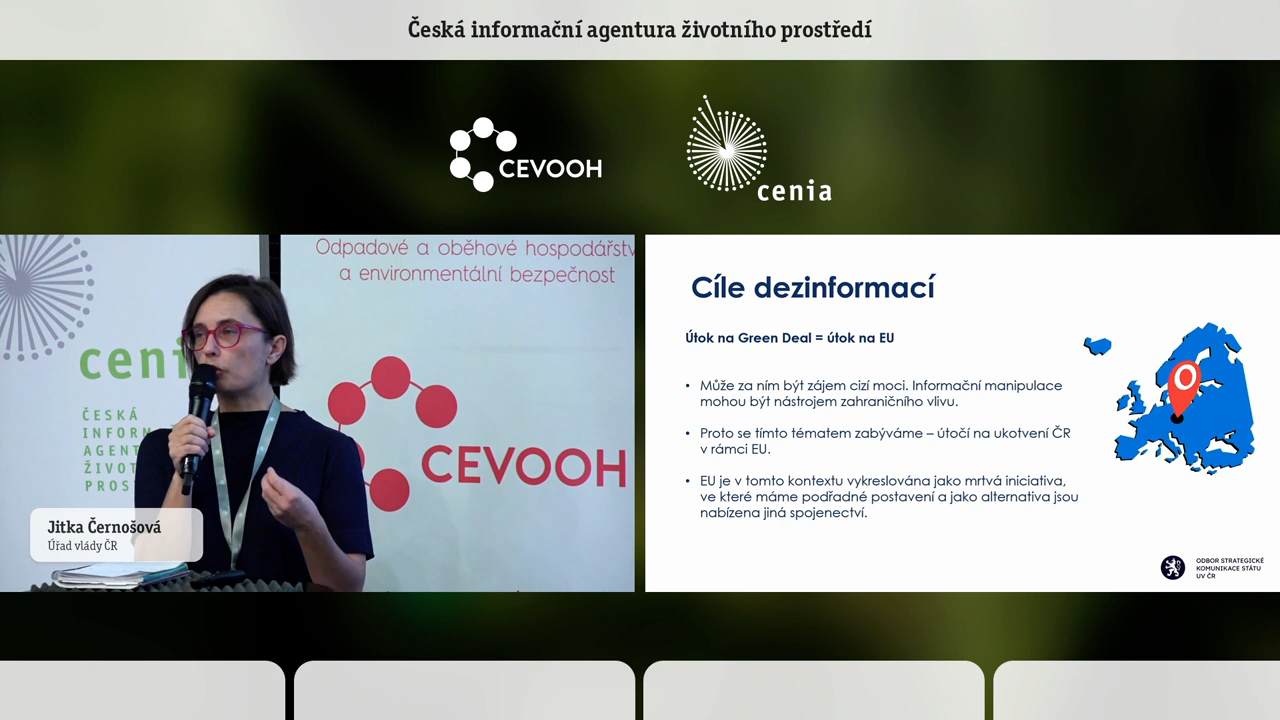 Česká informační agentura životního prostředí
CEVOOH
cenia
Odpadové a oběhové hospodářstv
a environmentální bezpečnost
ceni
ČESKÁ
INFORM
AGENT
ŽIVOT
PROS
CEVOOH
Jitka Černošová
Úřad vlády ČR
Cíle dezinformací
Útok na Green Deal = útok na EU
• Může za ním být zájem cizí moci. Informační manipulace
mohou být nástrojem zahraničního vlivu.
• Proto se tímto tématem zabýváme – útočí na ukotvení ČR
v rámci EU.
• EU je v tomto kontextu vykreslována jako mrtvá iniciativa,
ve které máme podřadné postavení a jako alternativa jsou
nabízena jiná spojenectví.
ODBOR STRATEGICKÉ
KOMUNIKACE STÁTU
UV ČR